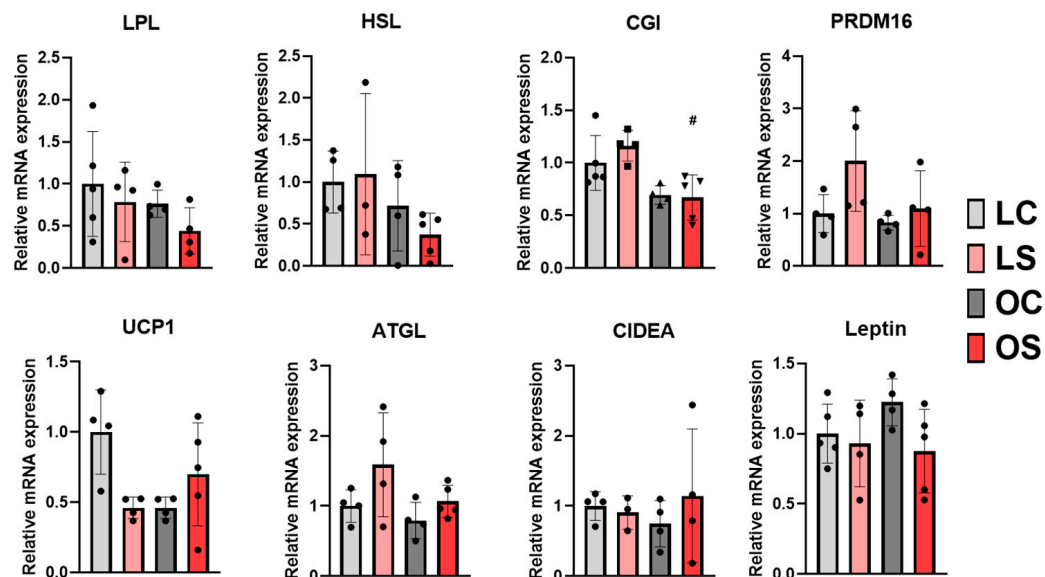 LPL
Relative mRNA expression
2.5
2.0
1.5
1.0
0.5
0.0
HSL
Relative mRNA expression
2.5
2.0
1.5
1.0
0.5
0.0
CGI
Relative mRNA expression
2.0
1.5
1.0
0.5
0.0
#
PRDM16
Relative mRNA expression
4
3
2
1
0
LC
LS
OC
OS
UCP1
Relative mRNA expression
1.5
1.0
0.5
0.0
ATGL
Relative mRNA expression
3
2
1
0
CIDEA
Relative mRNA expression
3
2
1
0
Leptin
Relative mRNA expression
1.5
1.0
0.5
0.0